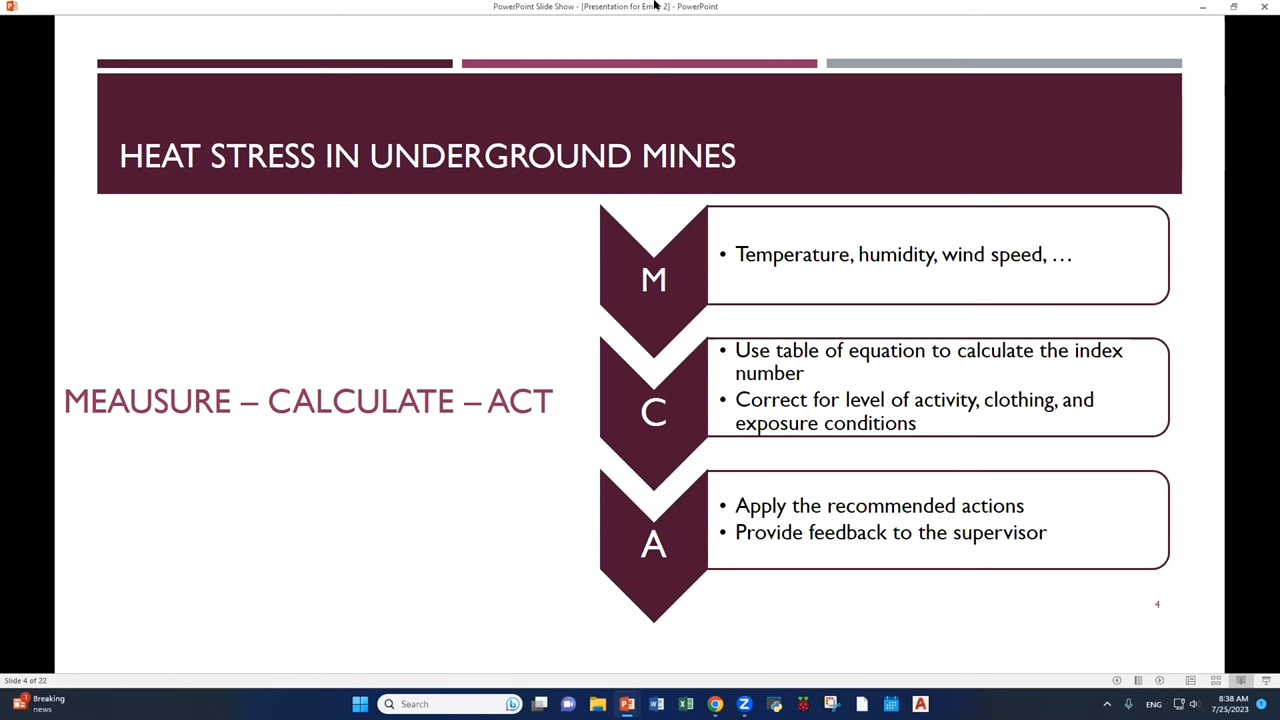 PowerPoint Slide Show - [Presentation for Em 2] - PowerPoint
HEAT STRESS IN UNDERGROUND MINES
MEAUSURE – CALCULATE – ACT
M
• Temperature, humidity, wind speed, …
C
• Use table of equation to calculate the index
number
• Correct for level of activity, clothing, and
exposure conditions
A
• Apply the recommended actions
• Provide feedback to the supervisor
4
Slide 4 of 22
1
Breaking
news
Search
ENG
8:38 AM
7/25/2023
1